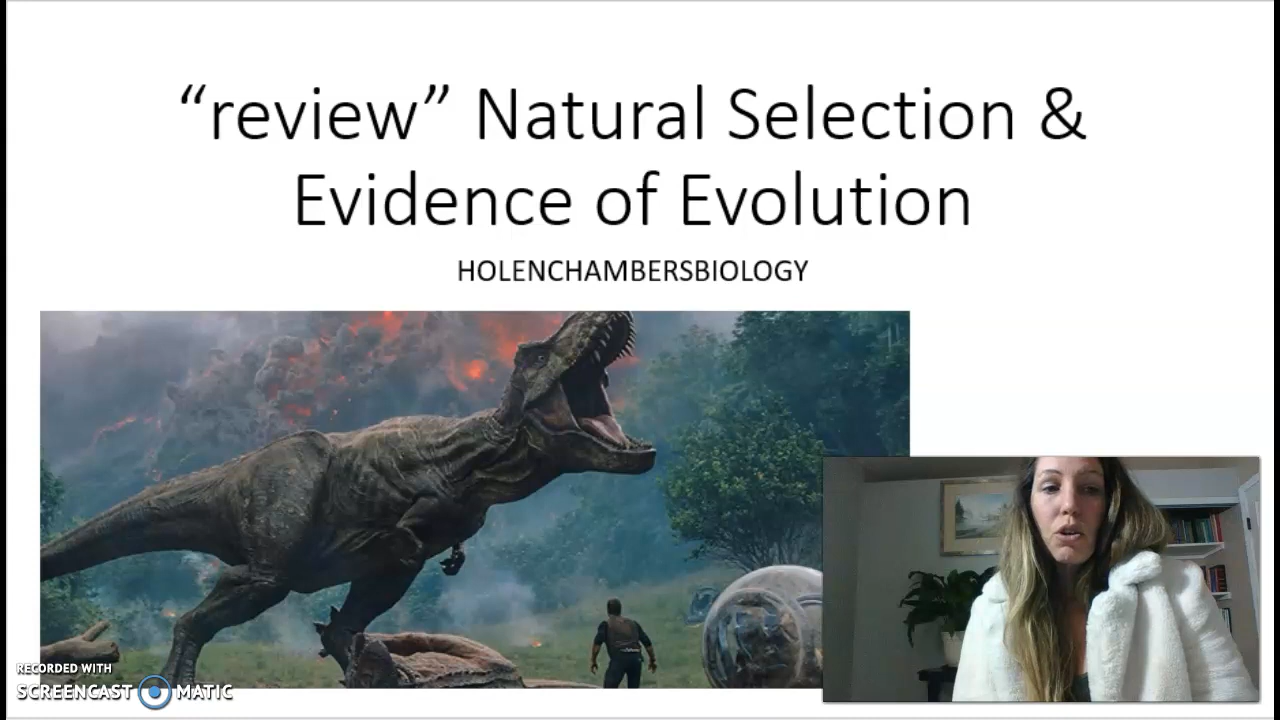 “review” Natural Selection &
Evidence of Evolution
HOLENCHAMBERSBIOLOGY
RECORDED WITH
SCREENCAST MATIC